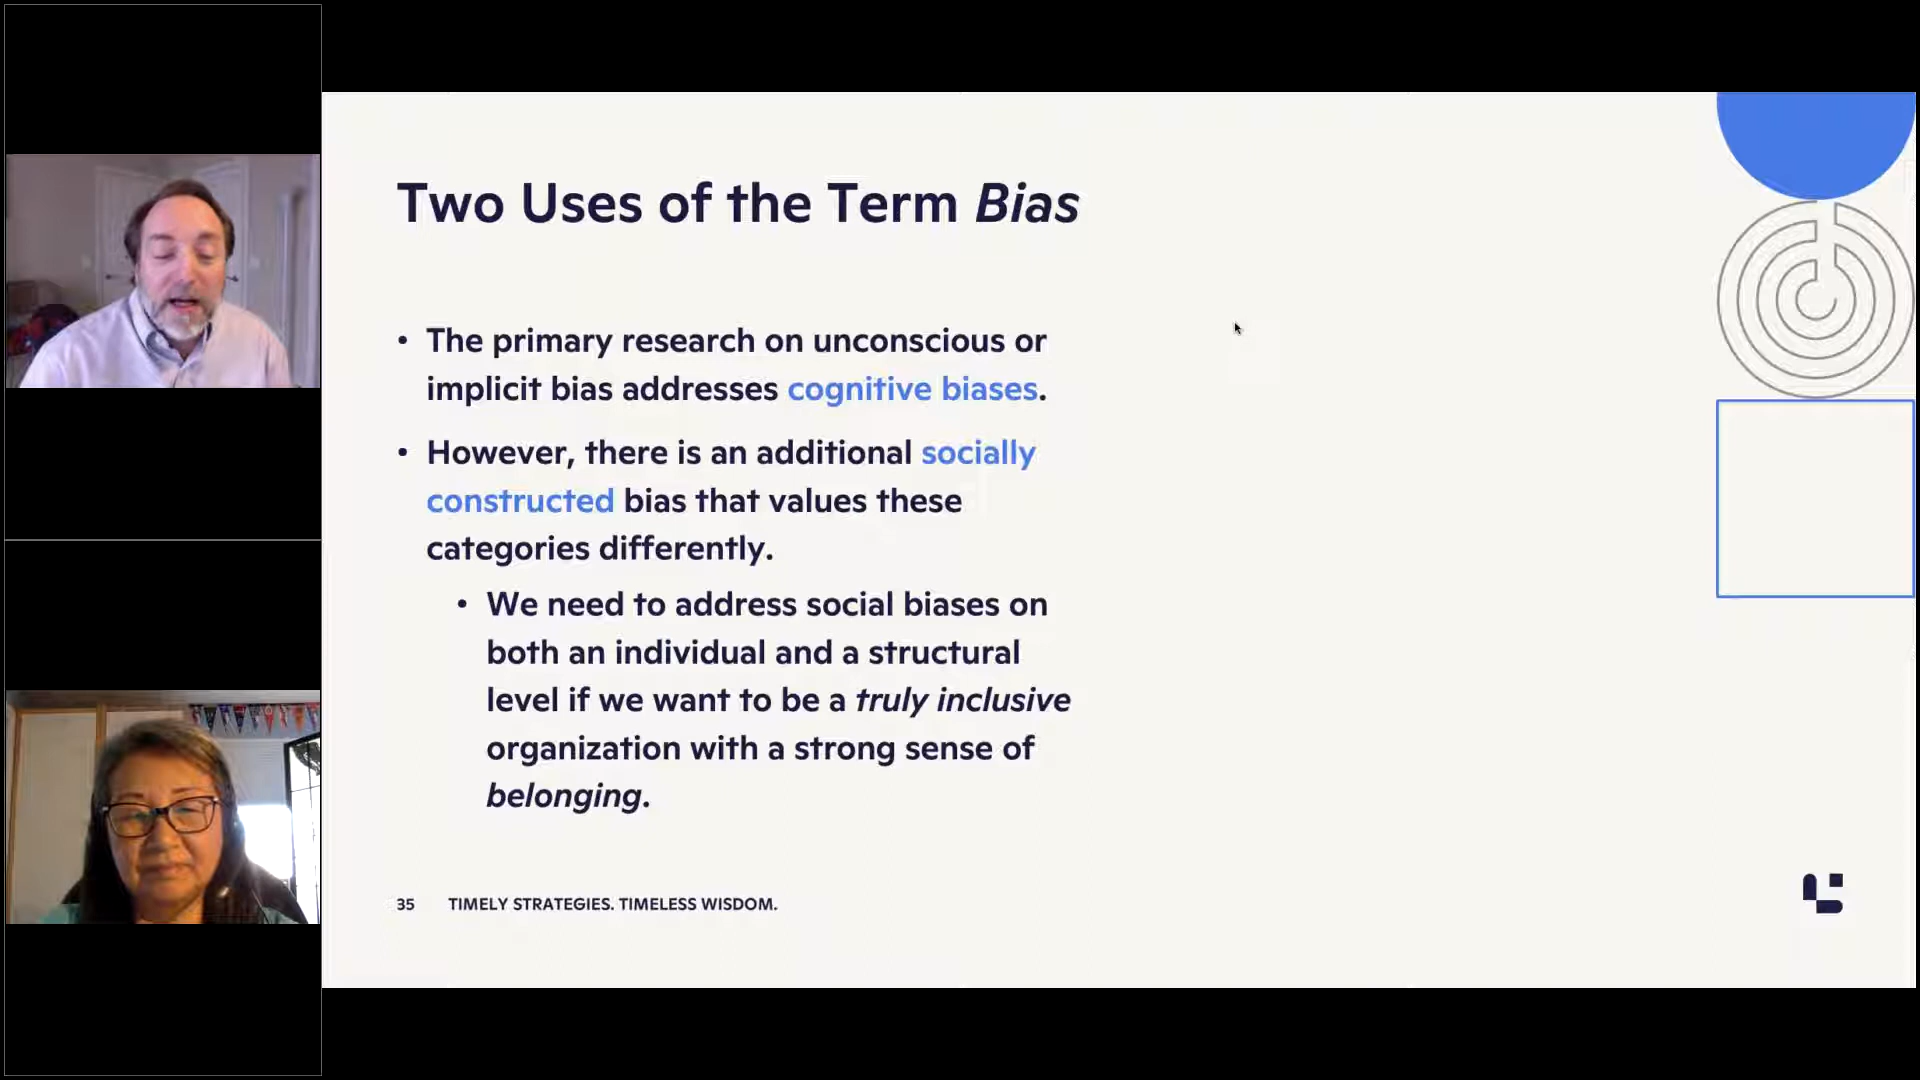 Two Uses of the Term Bias
• The primary research on unconscious or
implicit bias addresses cognitive biases.
• However, there is an additional socially
constructed bias that values these
categories differently.
• We need to address social biases on
both an individual and a structural
level if we want to be a truly inclusive
organization with a strong sense of
belonging.
35 TIMELY STRATEGIES. TIMELESS WISDOM.